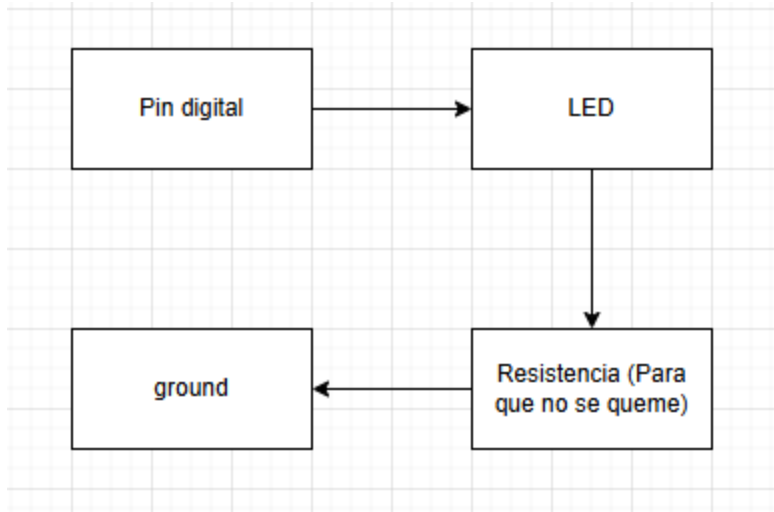 Pin digital
LED
ground
Resistencia (Para
que no se queme)